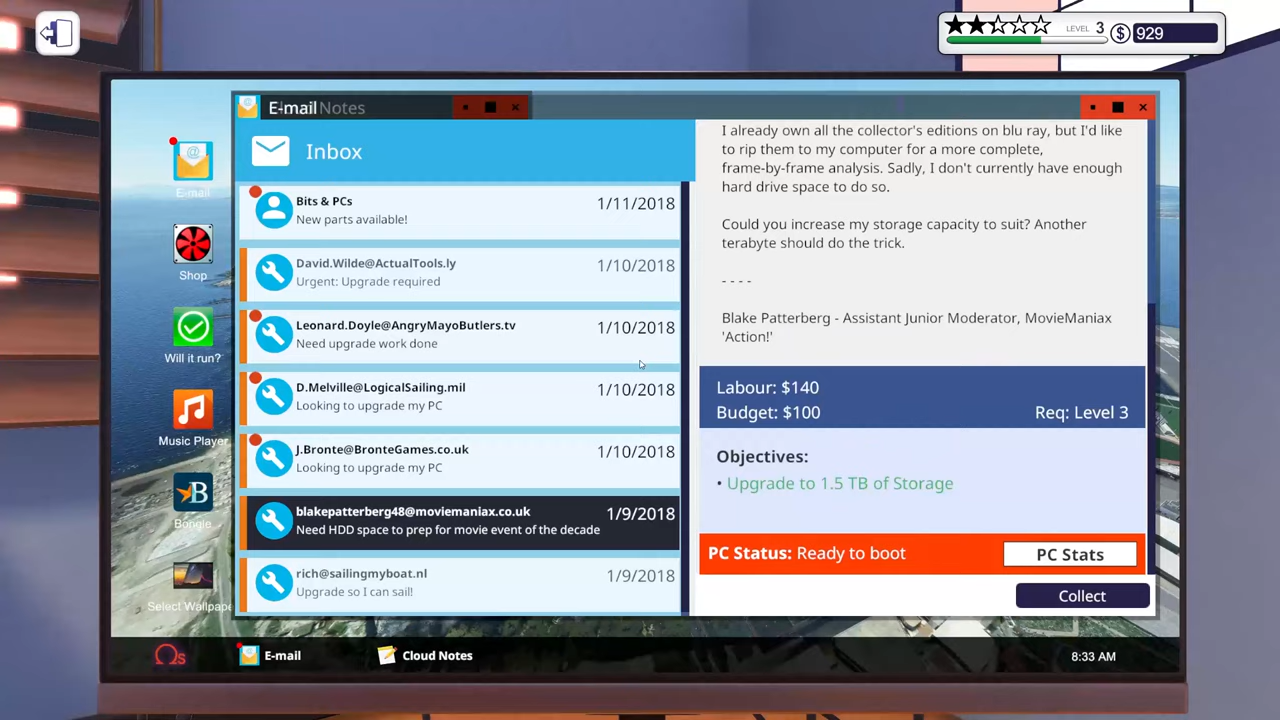 LEVEL 3
$ 929
E-mail
Notes
Inbox
Bits & PCs
1/11/2018
New parts available!
David.Wilde@ActualTools.ly
1/10/2018
Urgent: Upgrade required
Leonard.Doyle@AngryMayoButlers.tv
1/10/2018
Need upgrade work done
D.Melville@LogicalSailing.mil
1/10/2018
Looking to upgrade my PC
J.Bronte@BronteGames.co.uk
1/10/2018
Looking to upgrade my PC
blakepatterberg48@moviemaniax.co.uk
1/9/2018
Need HDD space to prep for movie event of the decade
rich@sailingmyboat.nl
1/9/2018
Upgrade so I can sail!
I already own all the collector's editions on blu ray, but I'd like
to rip them to my computer for a more complete,
frame-by-frame analysis. Sadly, I don't currently have enough
hard drive space to do so.
Could you increase my storage capacity to suit? Another
terabyte should do the trick.
- - - -
Blake Patterberg - Assistant Junior Moderator, MovieManiax
'Action!'
Labour: $140
Budget: $100
Req: Level 3
Objectives:
• Upgrade to 1.5 TB of Storage
PC Status: Ready to boot
PC Stats
Collect
E-mail
Shop
Will it run?
Music Player
B
Bongle
Select Wallpape
Ωs
E-mail
Cloud Notes
8:33 AM